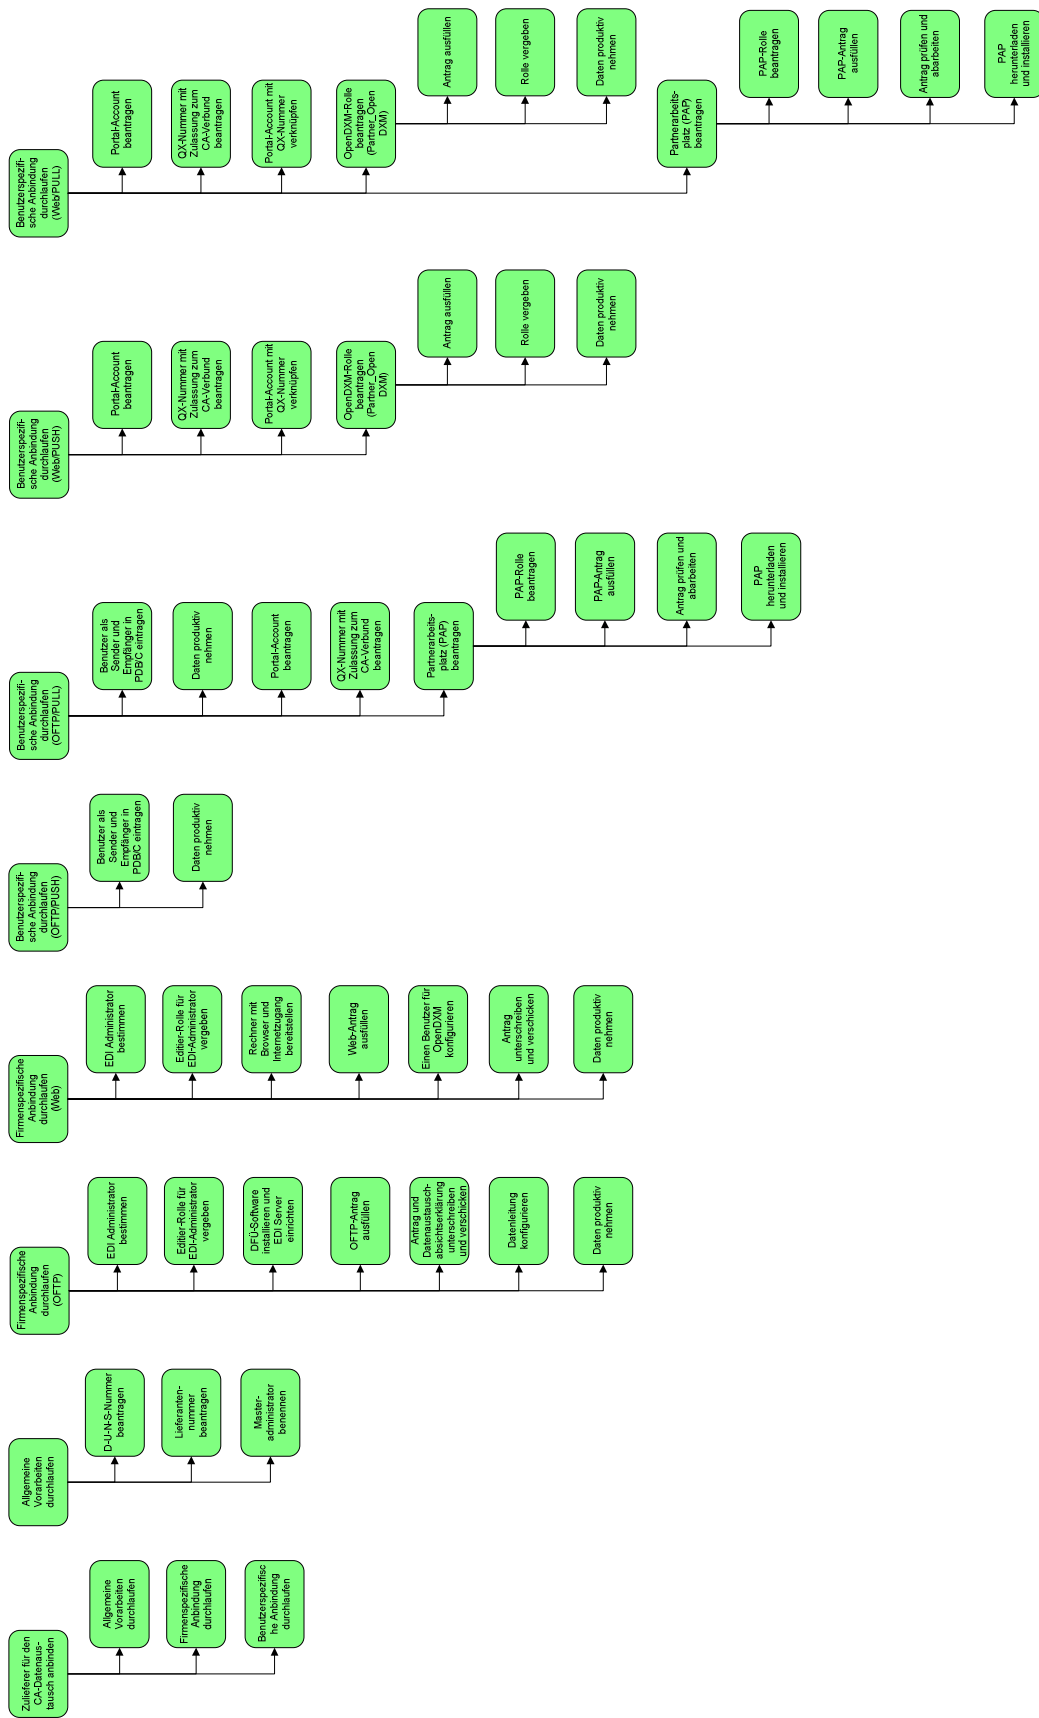 Zulieferer für den
CA-Datenaus-
tausch anbinden
Allgemeine
Vorarbeiten
durchlaufen
Firmenspezifische
Anbindung
durchlaufen
Benutzerspezifisc
he Anbindung
durchlaufen
Allgemeine
Vorarbeiten
durchlaufen
D-U-N-S-Nummer
beantragen
Lieferanten-
nummer
beantragen
Master-
administrator
benennen
Firmenspezifische
Anbindung
durchlaufen
(OFTP)
EDI Administrator
bestimmen
Editier-Rolle für
EDI-Administrator
vergeben
DFÜ-Software
installieren und
EDI Server
einrichten
OFTP-Antrag
ausfüllen
Antrag und
Datenaustausch-
absichtserklärung
unterschreiben
und verschicken
Datenleitung
konfigurieren
Daten produktiv
nehmen
Firmenspezifische
Anbindung
durchlaufen
(Web)
EDI Administrator
bestimmen
Editier-Rolle für
EDI-Administrator
vergeben
Rechner mit
Browser und
Internetzugang
bereitstellen
Web-Antrag
ausfüllen
Einen Benutzer für
OpenDXM
konfigurieren
Antrag
unterschreiben
und verschicken
Daten produktiv
nehmen
Benutzerspezifi-
sche Anbindung
durchlaufen
(OFTP/PUSH)
Benutzer als
Sender und
Empfänger in
PDB/C eintragen
Daten produktiv
nehmen
Benutzerspezifi-
sche Anbindung
durchlaufen
(OFTP/PULL)
Benutzer als
Sender und
Empfänger in
PDB/C eintragen
Daten produktiv
nehmen
Portal-Account
beantragen
QX-Nummer mit
Zulassung zum
CA-Verbund
beantragen
Partnerarbeits-
platz (PAP)
beantragen
PAP-Rolle
beantragen
PAP-Antrag
ausfüllen
Antrag prüfen und
abarbeiten
PAP
herunterladen
und installieren
Benutzerspezifi-
sche Anbindung
durchlaufen
(Web/PUSH)
Portal-Account
beantragen
QX-Nummer mit
Zulassung zum
CA-Verbund
beantragen
Portal-Account mit
QX-Nummer
verknüpfen
OpenDXM-Rolle
beantragen
(Partner_Open
DXM)
Antrag ausfüllen
Rolle vergeben
Daten produktiv
nehmen
Benutzerspezifi-
sche Anbindung
durchlaufen
(Web/PULL)
Portal-Account
beantragen
QX-Nummer mit
Zulassung zum
CA-Verbund
beantragen
Portal-Account mit
QX-Nummer
verknüpfen
OpenDXM-Rolle
beantragen
(Partner_Open
DXM)
Antrag ausfüllen
Rolle vergeben
Daten produktiv
nehmen
Partnerarbeits-
platz (PAP)
beantragen
PAP-Rolle
beantragen
PAP-Antrag
ausfüllen
Antrag prüfen und
abarbeiten
PAP
herunterladen
und installieren